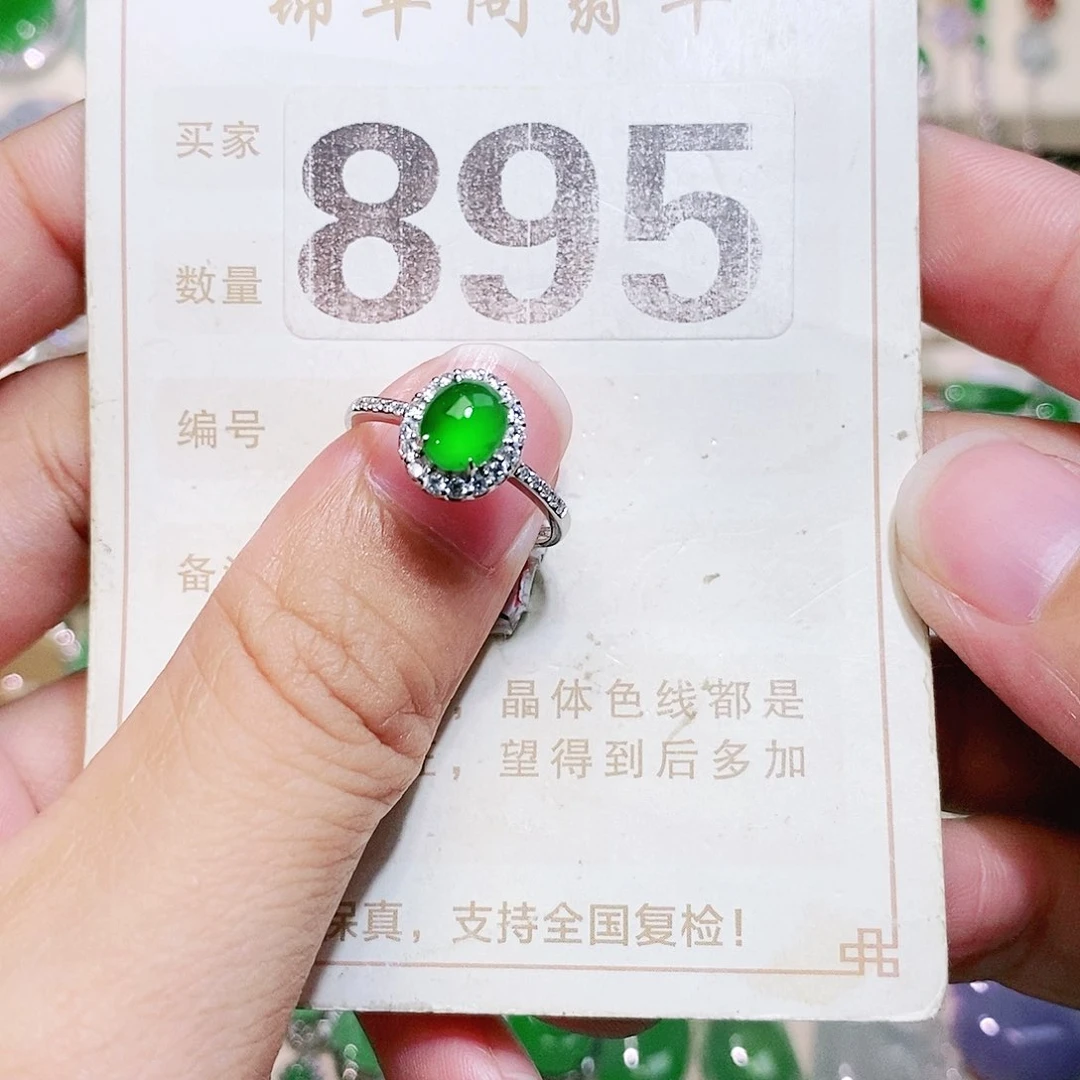 买家
895
数量
编号
备
晶体色线都是
，望得到后多加
保真，支持全国复检！